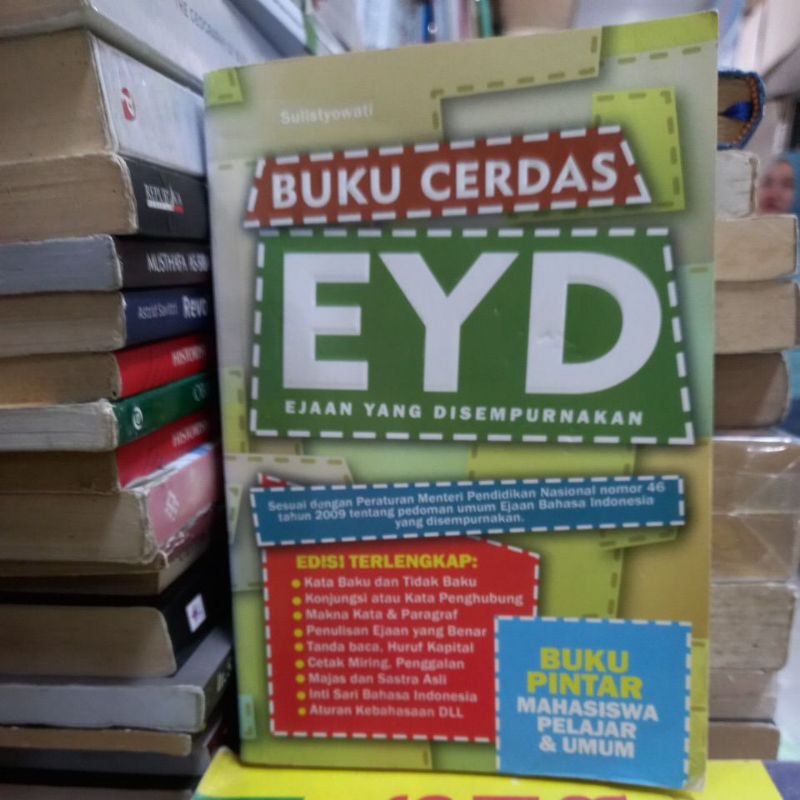 Sulistyowati
BUKU CERDAS
EYD
EJAAN YANG DISEMPURNAKAN
Sesuai dengan Peraturan Menteri Pendidikan Nasional nomor 46
tahun 2009 tentang pedoman umum Ejaan Bahasa Indonesia
yang disempurnakan.
EDISI TERLENGKAP:
Kata Baku dan Tidak Baku
Konjungsi atau Kata Penghubung
Makna Kata & Paragraf
Penulisan Ejaan yang Benar
Tanda baca, Huruf Kapital
Cetak Miring, Penggalan
Majas dan Sastra Asli
Inti Sari Bahasa Indonesia
Aturan Kebahasaan DLL
BUKU
PINTAR
MAHASISWA
PELAJAR
& UMUM
MUSTHAFA
Astrid Savitri